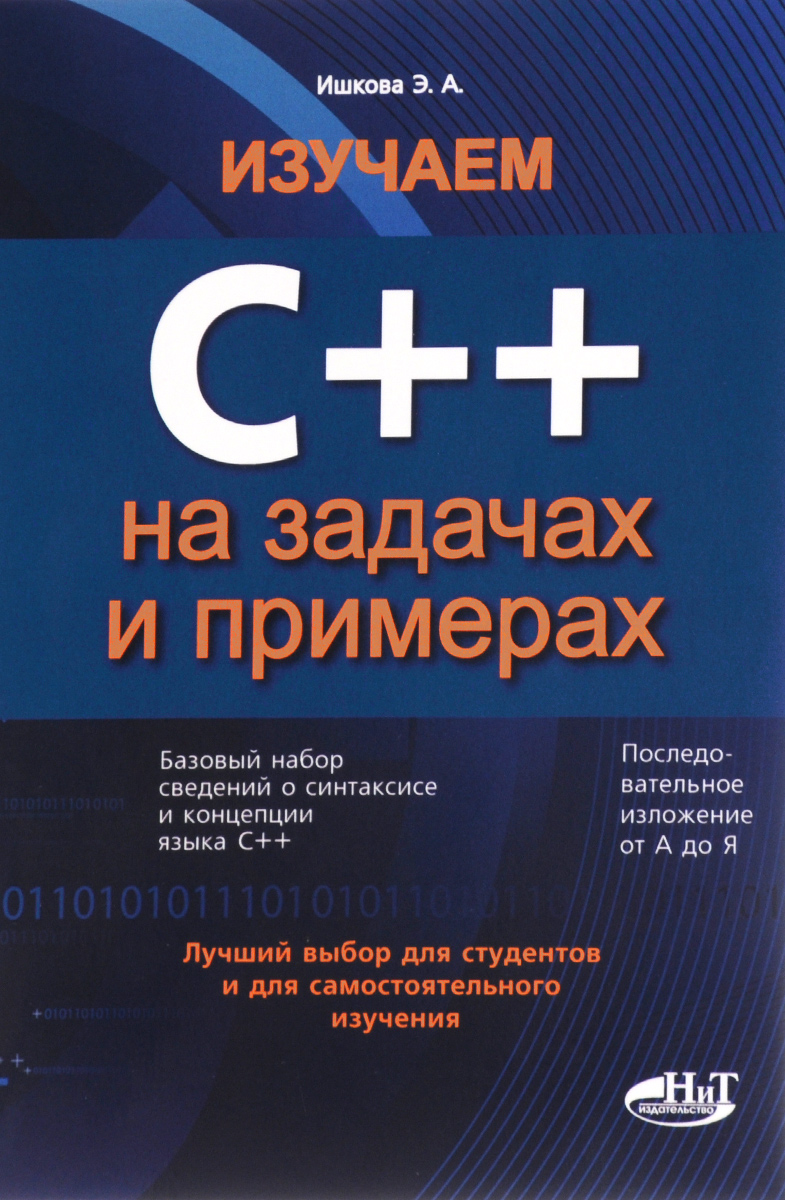 Ишкова Э. А.
ИЗУЧАЕМ
C++
на задачах
и примерах
Базовый набор
сведений о синтаксисе
и концепции
языка C++
Последо-
вательное
изложение
от А до Я
Лучший выбор для студентов
и для самостоятельного
изучения
НиТ
издательство